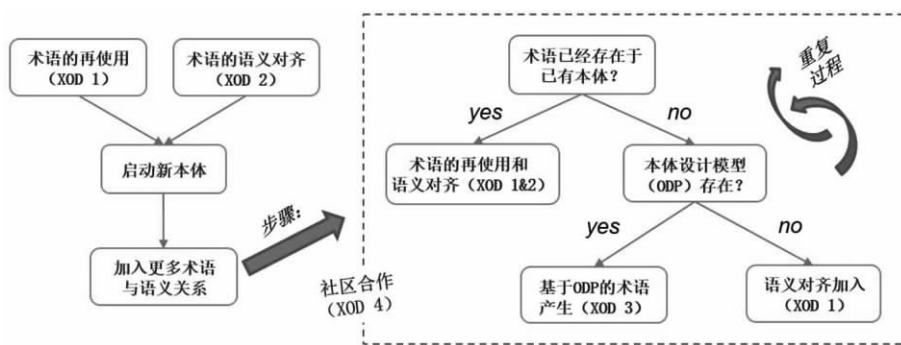 术语的再使用
（XOD 1）
术语的语义对齐
（XOD 2）
启动新本体
加入更多术语
与语义关系
步骤：
社区合作
（XOD 4）
术语已经存在于
已有本体？
yes
no
术语的再使用和
语义对齐（XOD 1&2）
本体设计模型
（ODP）存在？
yes
no
基于ODP的术语
产生（XOD 3）
语义对齐加入
（XOD 1）
重复
过程